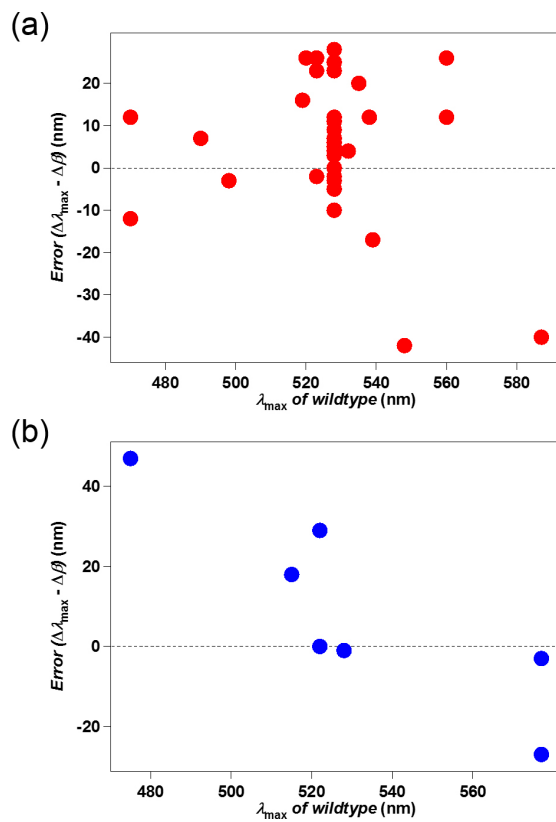 (a)
Error (Δλmax - Δβ) (nm)
20
10
0
-10
-20
-30
-40
480 500 520 540 560 580
λmax of wildtype (nm)
(b)
Error (Δλmax - Δβ) (nm)
40
20
0
-20
480 500 520 540 560
λmax of wildtype (nm)